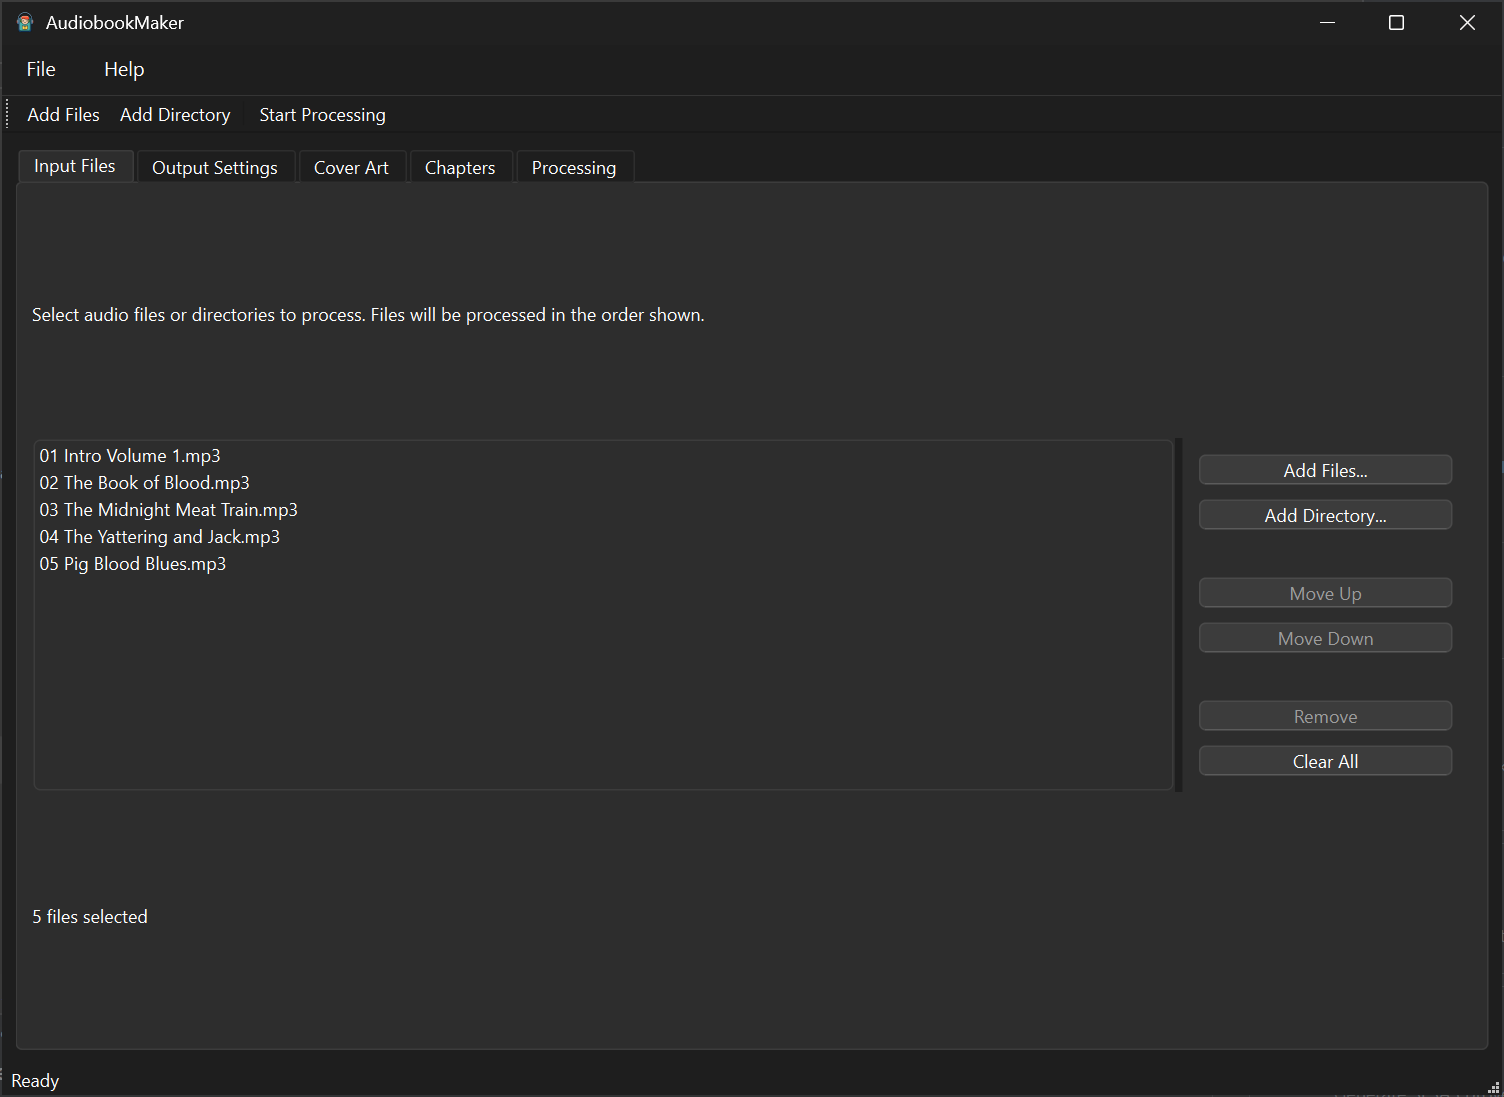 AudiobookMaker
File Help
Add Files Add Directory Start Processing
Input Files Output Settings Cover Art Chapters Processing
Select audio files or directories to process. Files will be processed in the order shown.
01 Intro Volume 1.mp3
02 The Book of Blood.mp3
03 The Midnight Meat Train.mp3
04 The Yattering and Jack.mp3
05 Pig Blood Blues.mp3
Add Files...
Add Directory...
Move Up
Move Down
Remove
Clear All
5 files selected
Ready